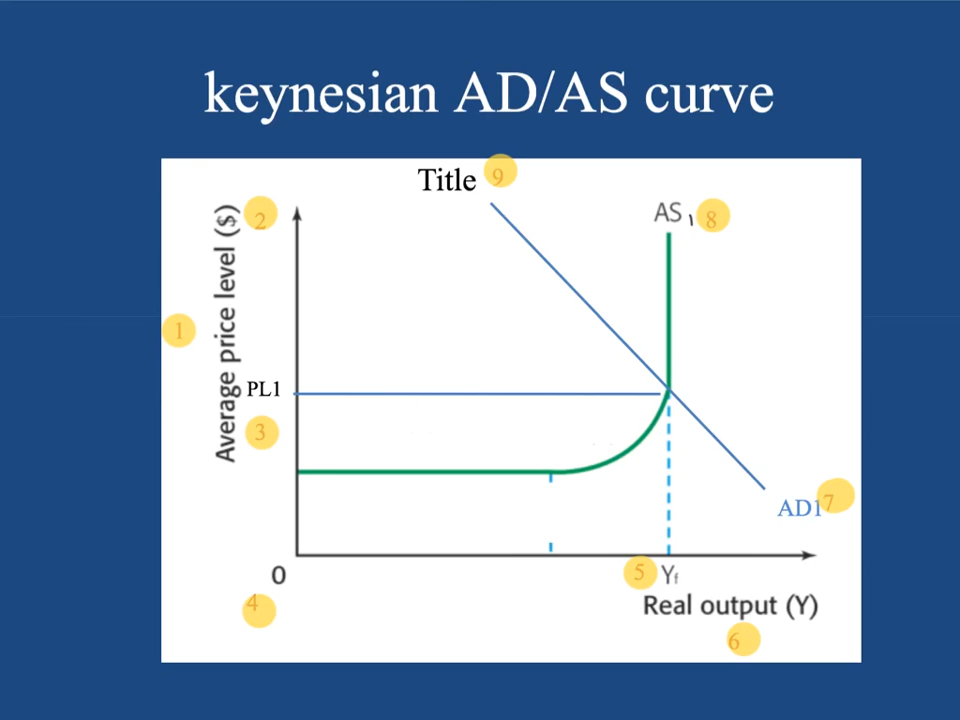 keynesian AD/AS curve
Title 9
Average price level ($)
2
1
AS 1 8
PL1
3
AD1 7
0
4
5 Yf
Real output (Y)
6